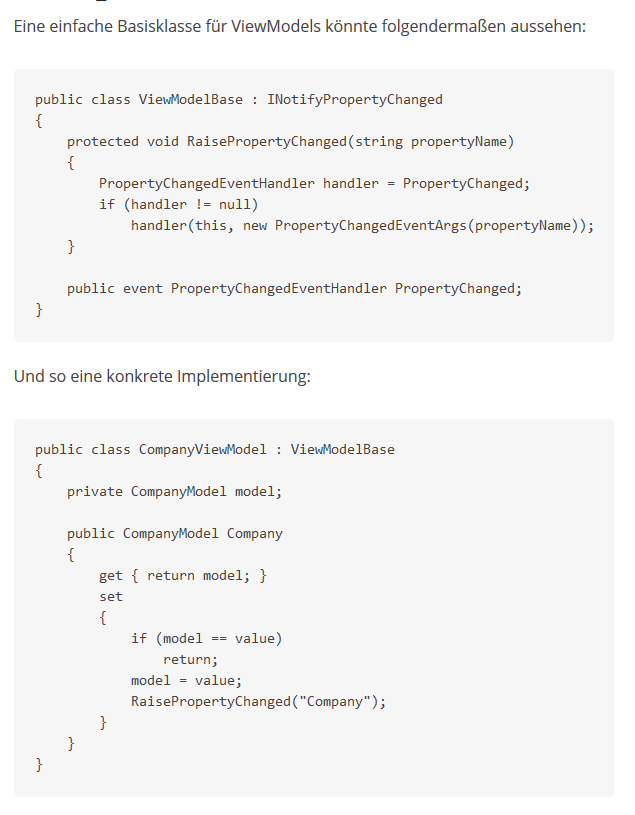 Eine einfache Basisklasse für ViewModels könnte folgendermaßen aussehen:
public class ViewModelBase : INotifyPropertyChanged
{
    protected void RaisePropertyChanged(string propertyName)
    {
        PropertyChangedEventHandler handler = PropertyChanged;
        if (handler != null)
            handler(this, new PropertyChangedEventArgs(propertyName));
    }
    public event PropertyChangedEventHandler PropertyChanged;
}
Und so eine konkrete Implementierung:
public class CompanyViewModel : ViewModelBase
{
    private CompanyModel model;
    public CompanyModel Company
    {
        get { return model; }
        set
        {
            if (model == value)
                return;
            model = value;
            RaisePropertyChanged("Company");
        }
    }
}